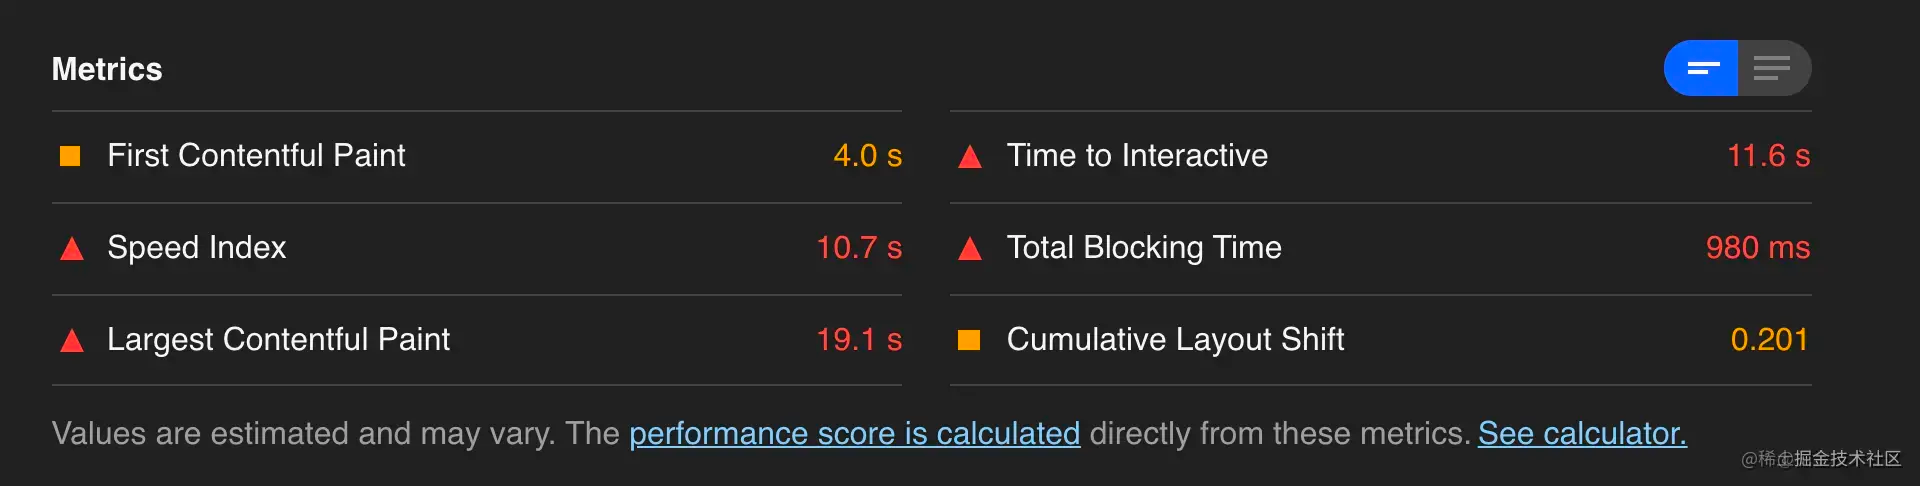 Metrics
First Contentful Paint 4.0 s
Time to Interactive 11.6 s
Speed Index 10.7 s
Total Blocking Time 980 ms
Largest Contentful Paint 19.1 s
Cumulative Layout Shift 0.201
Values are estimated and may vary. The performance score is calculated directly from these metrics. See calculator.
@稀土掘金技术社区